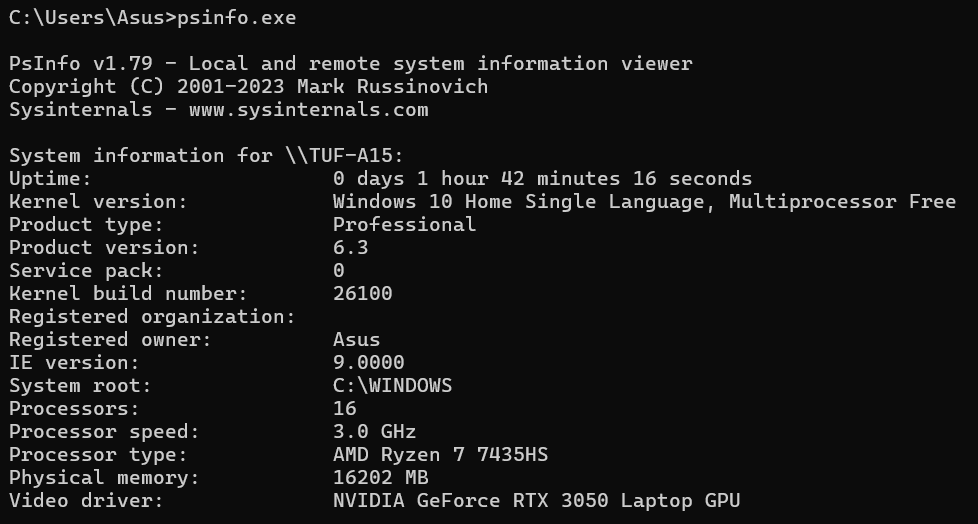 C:\Users\Asus>psinfo.exe
PsInfo v1.79 - Local and remote system information viewer
Copyright (C) 2001-2023 Mark Russinovich
Sysinternals - www.sysinternals.com
System information for \\TUF-A15:
Uptime: 0 days 1 hour 42 minutes 16 seconds
Kernel version: Windows 10 Home Single Language, Multiprocessor Free
Product type: Professional
Product version: 6.3
Service pack: 0
Kernel build number: 26100
Registered organization:
Registered owner: Asus
IE version: 9.0000
System root: C:\WINDOWS
Processors: 16
Processor speed: 3.0 GHz
Processor type: AMD Ryzen 7 7435HS
Physical memory: 16202 MB
Video driver: NVIDIA GeForce RTX 3050 Laptop GPU